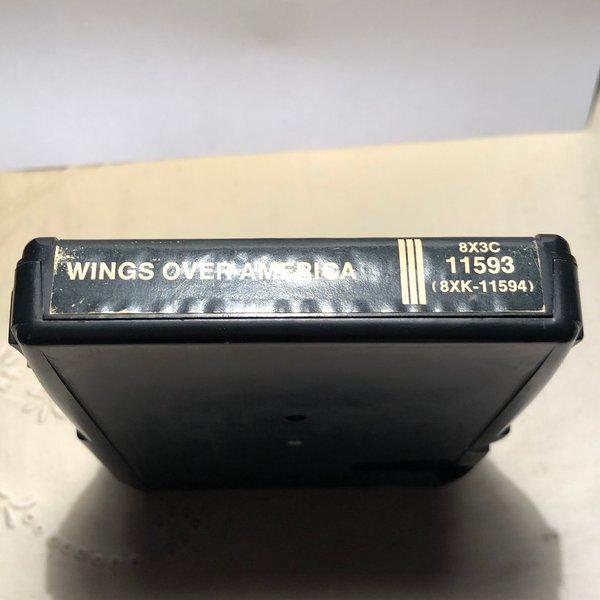 WINGS OVER AMERICA
8X3C
11593
(8XK-11594)